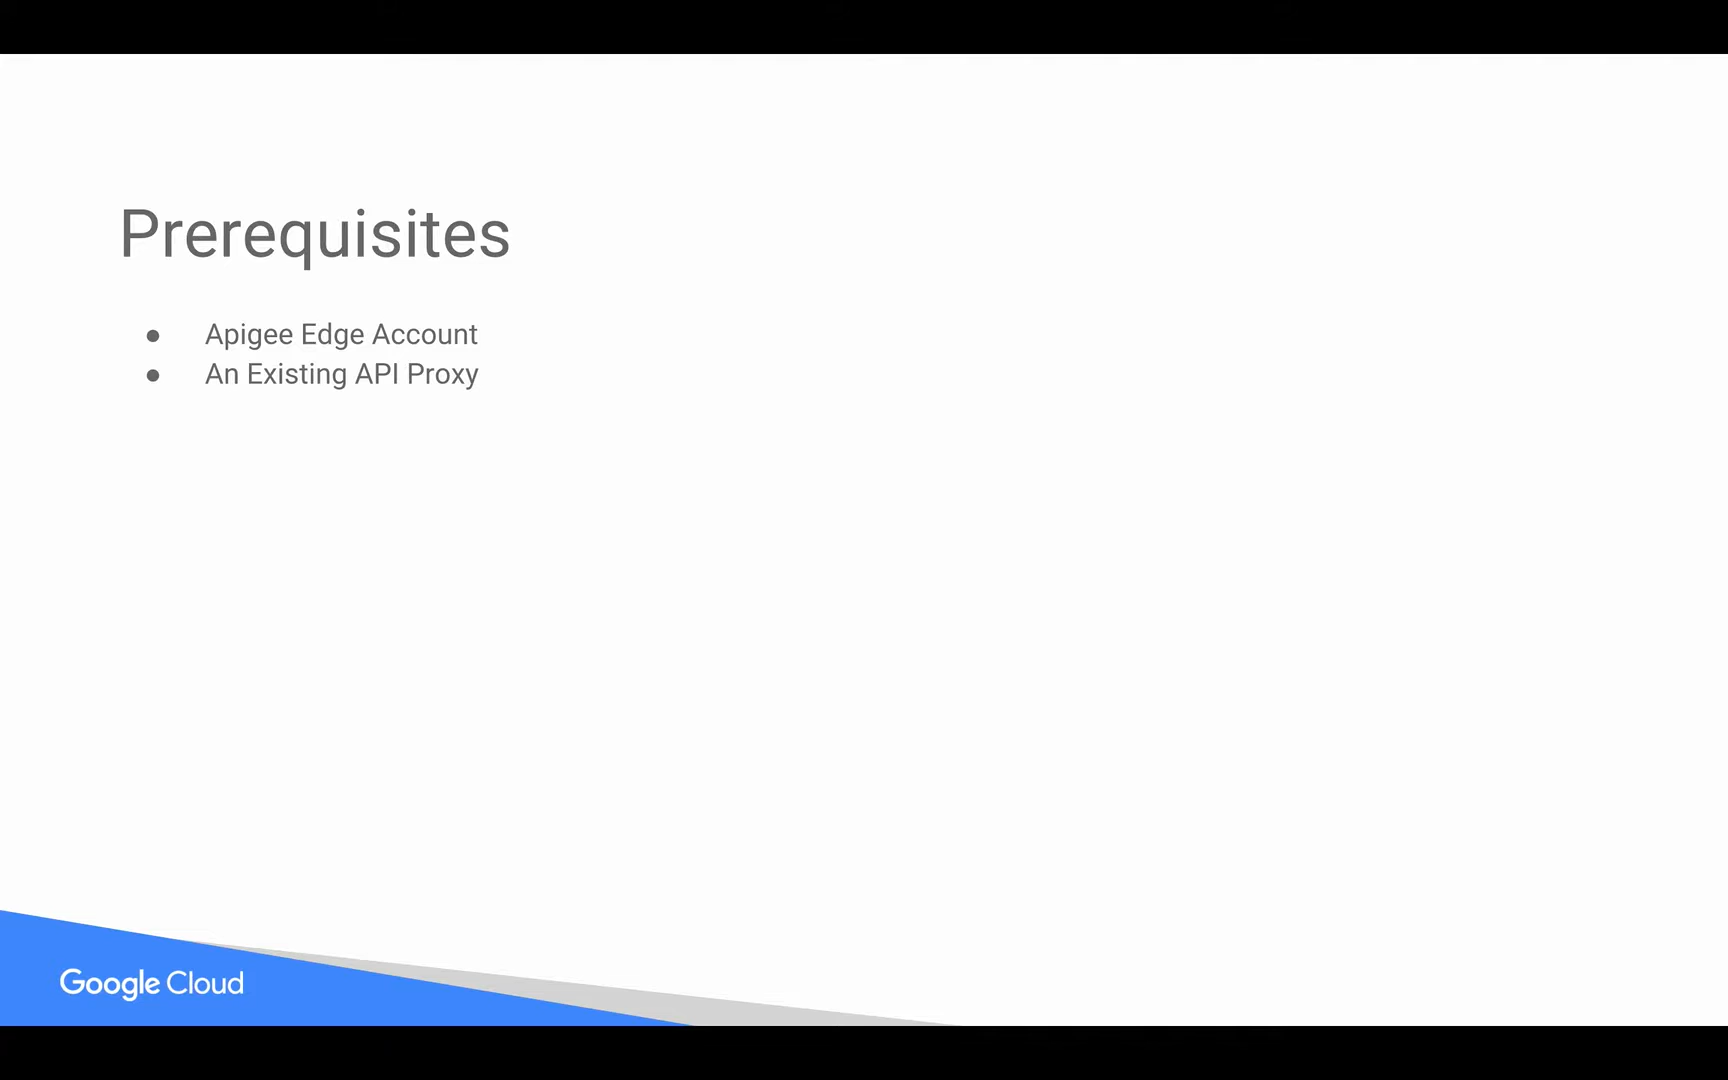 Prerequisites
● Apigee Edge Account
● An Existing API Proxy
Google Cloud